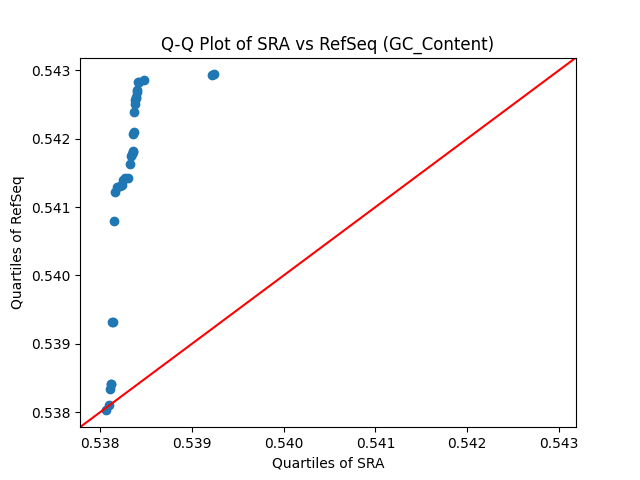 Q-Q Plot of SRA vs RefSeq (GC_Content)
Quartiles of RefSeq
0.543
0.542
0.541
0.540
0.539
0.538
0.538 0.539 0.540 0.541 0.542 0.543
Quartiles of SRA